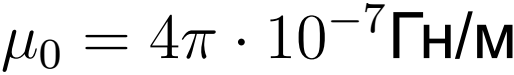 μ₀ = 4π · 10⁻⁷Гн/м